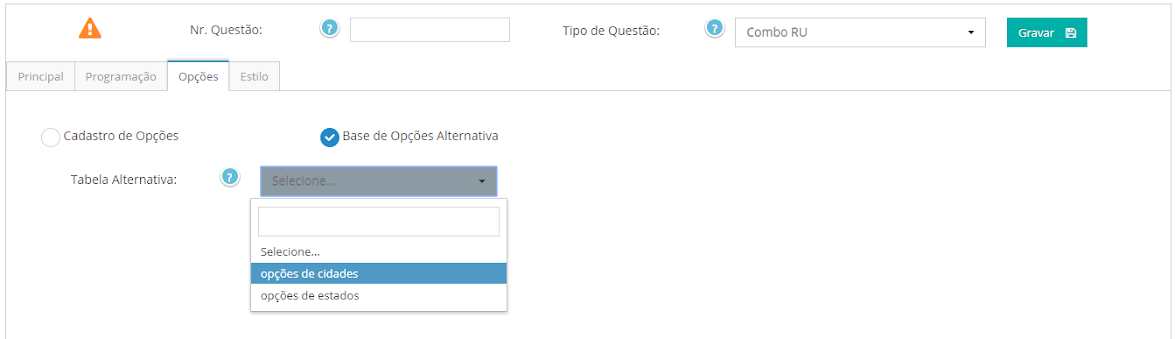 Nr. Questão: ? Tipo de Questão: ? Combo RU Gravar
Principal Programação Opções Estilo
Cadastro de Opções Base de Opções Alternativa
Tabela Alternativa: ? Selecione...
Selecione...
opções de cidades
opções de estados